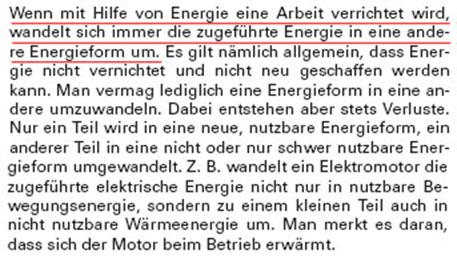 Wenn mit Hilfe von Energie eine Arbeit verrichtet wird,
wandelt sich immer die zugeführte Energie in eine ande-
re Energieform um. Es gilt nämlich allgemein, dass Ener-
gie nicht vernichtet und nicht neu geschaffen werden
kann. Man vermag lediglich eine Energieform in eine an-
dere umzuwandeln. Dabei entstehen aber stets Verluste.
Nur ein Teil wird in eine neue, nutzbare Energieform, ein
anderer Teil in eine nicht oder nur schwer nutzbare Ener-
gieform umgewandelt. Z. B. wandelt ein Elektromotor die
zugeführte elektrische Energie nicht nur in nutzbare Be-
wegungsenergie, sondern zu einem kleinen Teil auch in
nicht nutzbare Wärmeenergie um. Man merkt es daran,
dass sich der Motor beim Betrieb erwärmt.